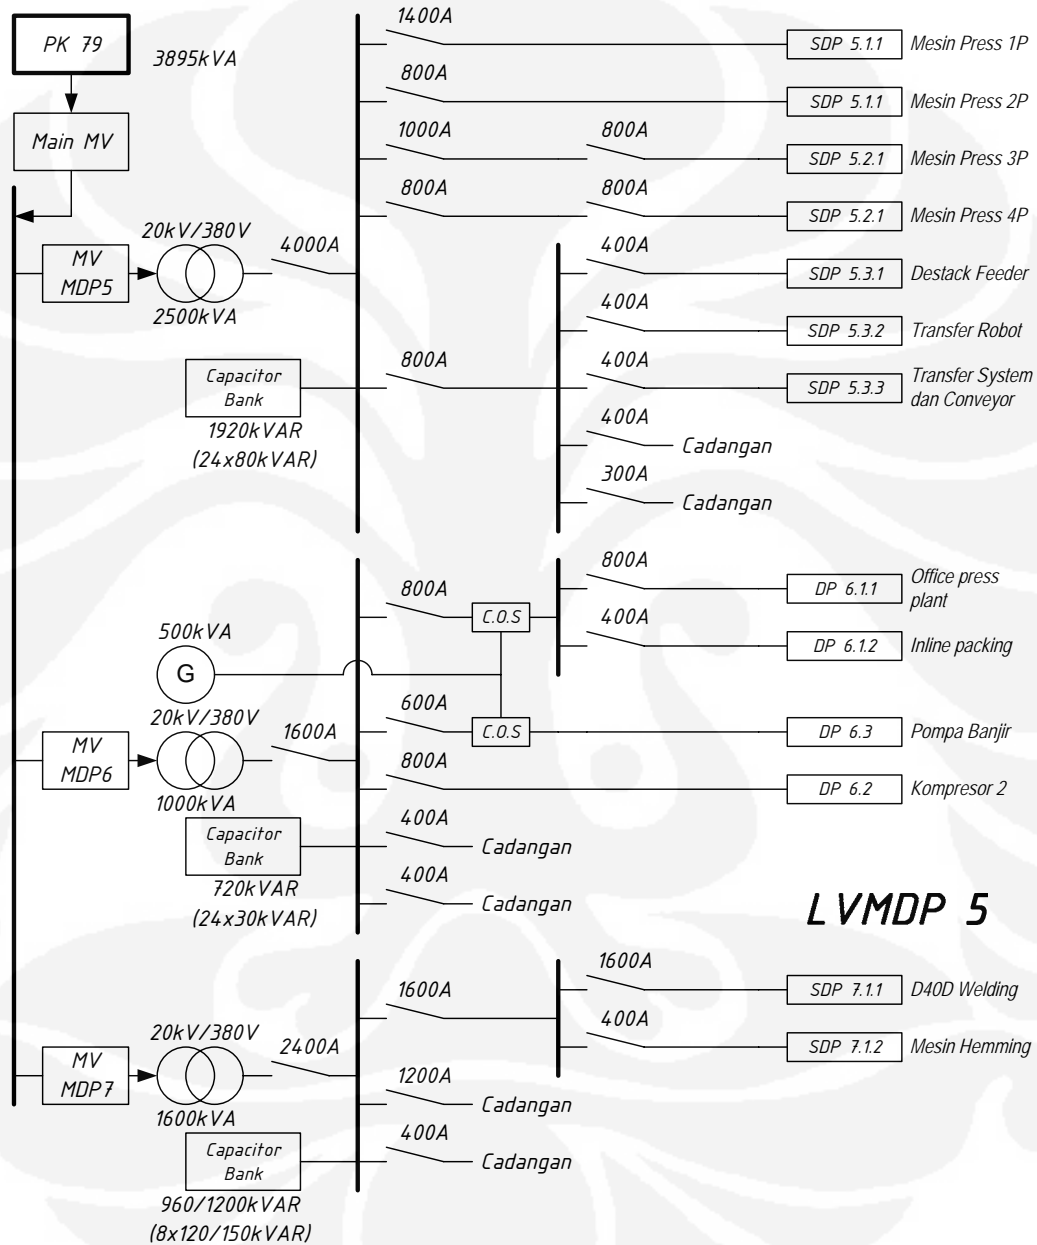 PK 79
3895kVA
Main MV
1400A
SDP 5.1.1
Mesin Press 1P
800A
SDP 5.1.1
Mesin Press 2P
1000A
800A
SDP 5.2.1
Mesin Press 3P
800A
800A
SDP 5.2.1
Mesin Press 4P
MV
MDP5
20kV/380V
2500kVA
4000A
400A
SDP 5.3.1
Destack Feeder
400A
SDP 5.3.2
Transfer Robot
Capacitor
Bank
1920kVAR
(24x80kVAR)
800A
400A
SDP 5.3.3
Transfer System
dan Conveyor
400A
Cadangan
300A
Cadangan
800A
C.O.S
800A
DP 6.1.1
Office press
plant
400A
DP 6.1.2
Inline packing
500kVA
G
MV
MDP6
20kV/380V
1000kVA
1600A
600A
C.O.S
DP 6.3
Pompa Banjir
800A
DP 6.2
Kompresor 2
Capacitor
Bank
720kVAR
(24x30kVAR)
400A
Cadangan
400A
Cadangan
LVMDP 5
1600A
1600A
SDP 7.1.1
D40D Welding
400A
SDP 7.1.2
Mesin Hemming
MV
MDP7
20kV/380V
1600kVA
2400A
1200A
Cadangan
400A
Cadangan
Capacitor
Bank
960/1200kVAR
(8x120/150kVAR)